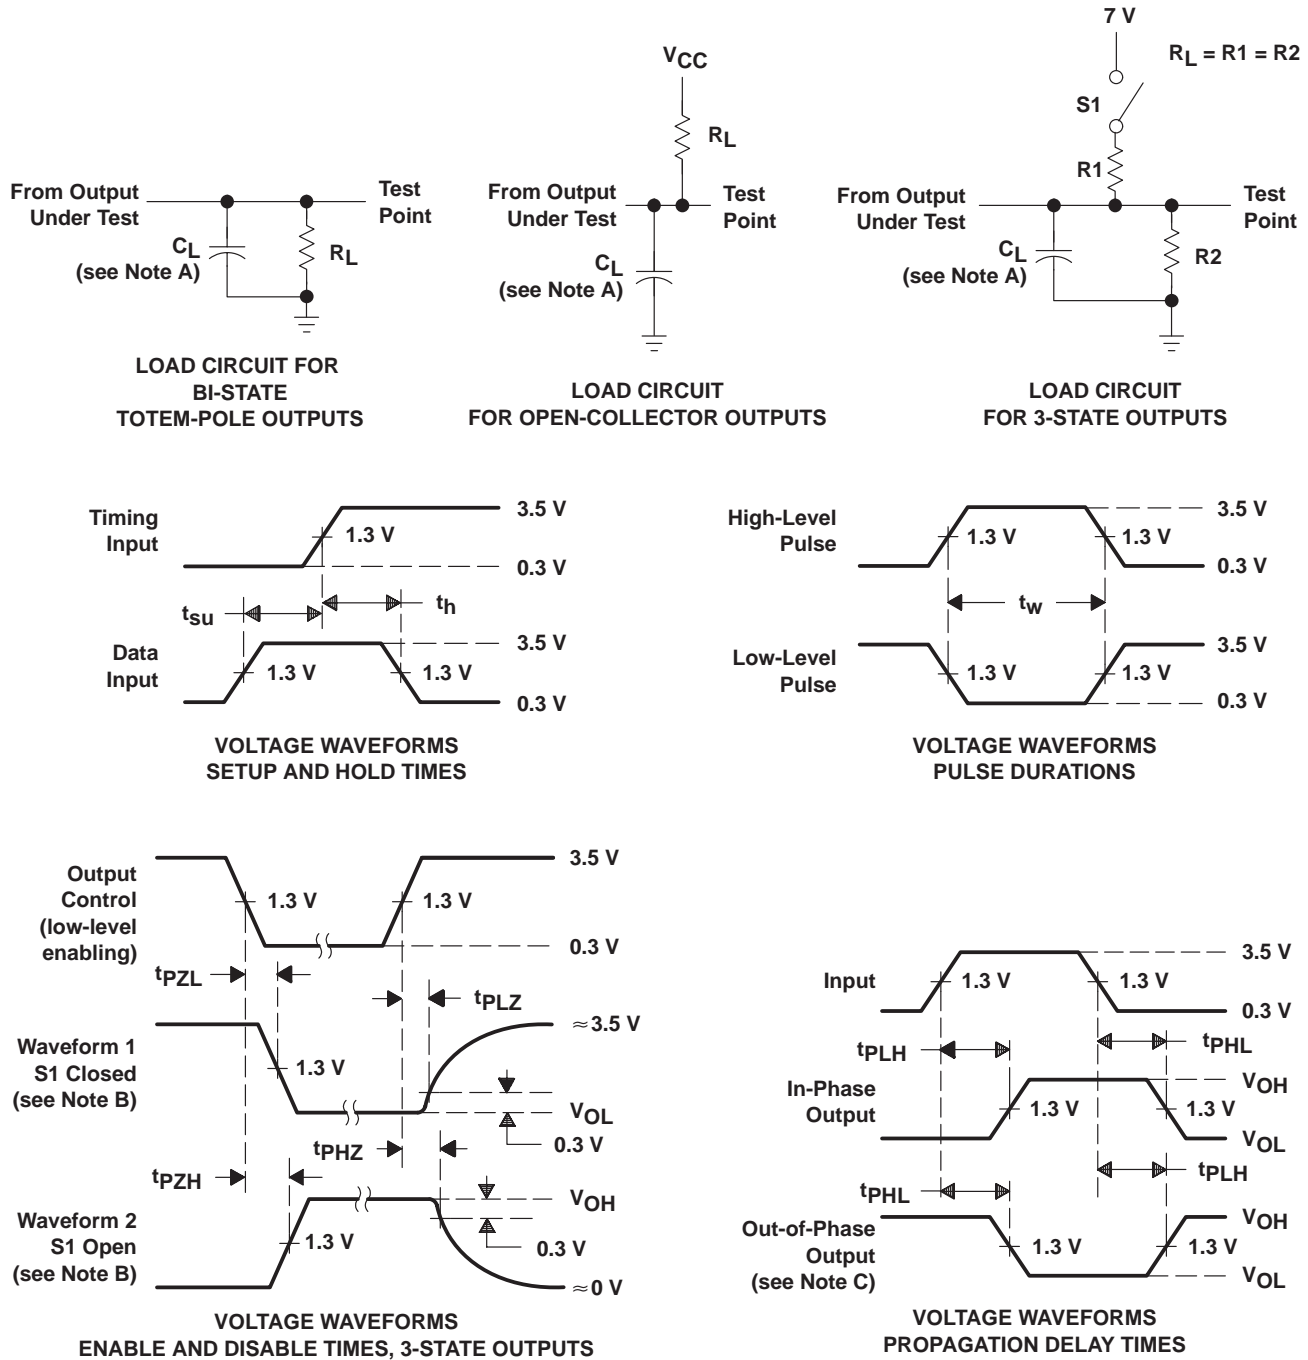 7 V
RL = R1 = R2
S1
R1
From Output
Under Test
Test
Point
CL
(see Note A)
RL
LOAD CIRCUIT FOR
BI-STATE
TOTEM-POLE OUTPUTS
VCC
RL
From Output
Under Test
Test
Point
CL
(see Note A)
LOAD CIRCUIT
FOR OPEN-COLLECTOR OUTPUTS
From Output
Under Test
Test
Point
CL
(see Note A)
R2
LOAD CIRCUIT
FOR 3-STATE OUTPUTS
Timing
Input
1.3 V
3.5 V
0.3 V
tsu
th
Data
Input
1.3 V
1.3 V
3.5 V
0.3 V
VOLTAGE WAVEFORMS
SETUP AND HOLD TIMES
High-Level
Pulse
1.3 V
1.3 V
3.5 V
0.3 V
tw
Low-Level
Pulse
1.3 V
1.3 V
3.5 V
0.3 V
VOLTAGE WAVEFORMS
PULSE DURATIONS
Output
Control
(low-level
enabling)
1.3 V
1.3 V
3.5 V
0.3 V
tPZL
tPLZ
Waveform 1
S1 Closed
(see Note B)
1.3 V
≈3.5 V
VOL
0.3 V
tPHZ
tPZH
Waveform 2
S1 Open
(see Note B)
1.3 V
VOH
0.3 V
≈0 V
VOLTAGE WAVEFORMS
ENABLE AND DISABLE TIMES, 3-STATE OUTPUTS
Input
1.3 V
1.3 V
3.5 V
0.3 V
tPLH
tPHL
In-Phase
Output
1.3 V
1.3 V
VOH
VOL
tPHL
tPLH
Out-of-Phase
Output
(see Note C)
1.3 V
1.3 V
VOH
VOL
VOLTAGE WAVEFORMS
PROPAGATION DELAY TIMES